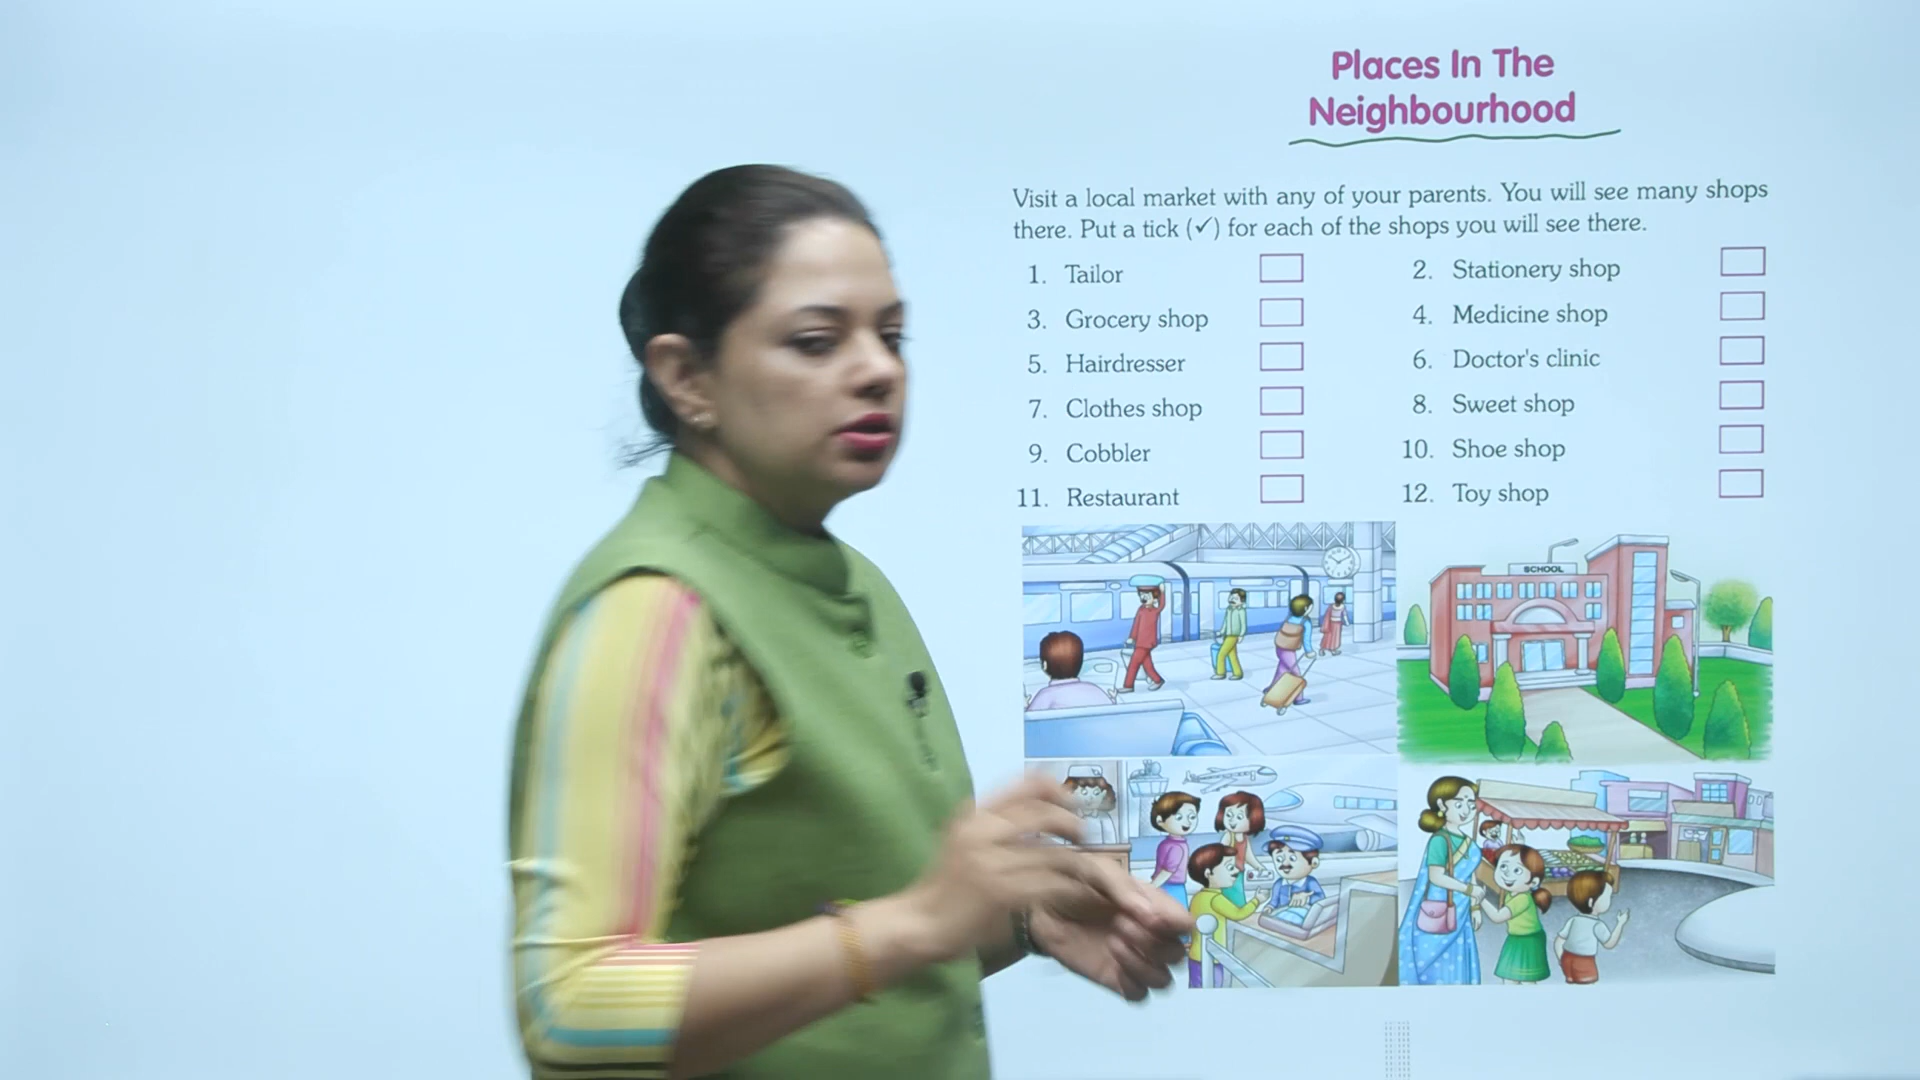 Places In The
Neighbourhood
Visit a local market with any of your parents. You will see many shops
there. Put a tick (✓) for each of the shops you will see there.
1. Tailor
2. Stationery shop
3. Grocery shop
4. Medicine shop
5. Hairdresser
6. Doctor's clinic
7. Clothes shop
8. Sweet shop
9. Cobbler
10. Shoe shop
11. Restaurant
12. Toy shop
SCHOOL